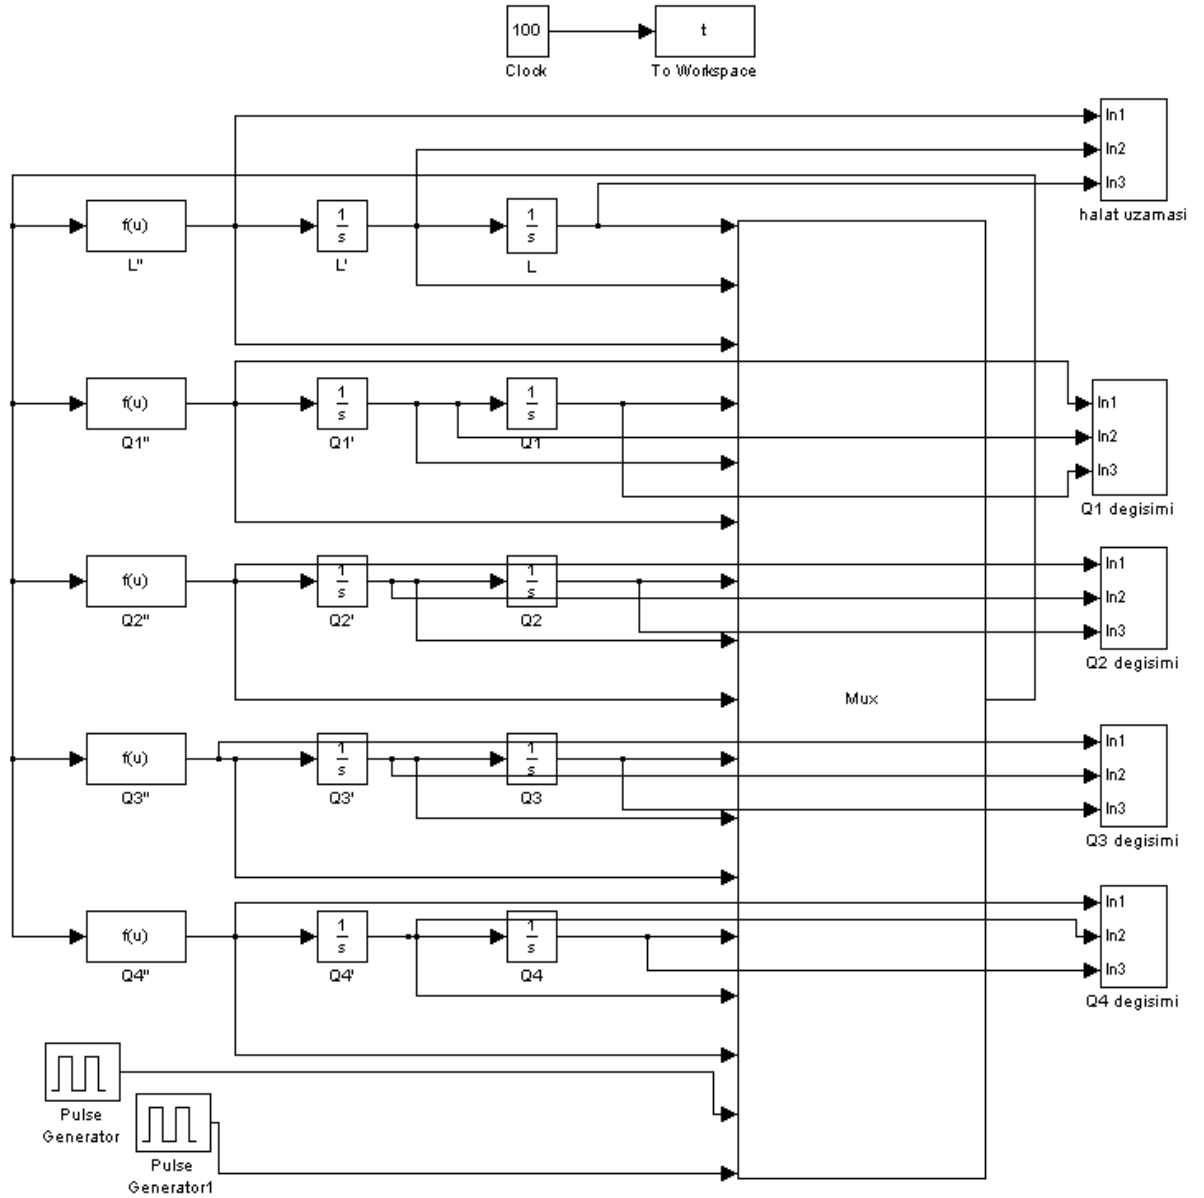 100
t
Clock
To Workspace
In1
In2
In3
halat uzamasi
f(u)
1
s
1
s
L"
L'
L
f(u)
1
s
1
s
Q1"
Q1'
Q1
In1
In2
In3
Q1 degisimi
f(u)
1
s
1
s
Q2"
Q2'
Q2
In1
In2
In3
Q2 degisimi
Mux
f(u)
1
s
1
s
Q3"
Q3'
Q3
In1
In2
In3
Q3 degisimi
f(u)
1
s
1
s
Q4"
Q4'
Q4
In1
In2
In3
Q4 degisimi
Pulse
Generator
Pulse
Generator1